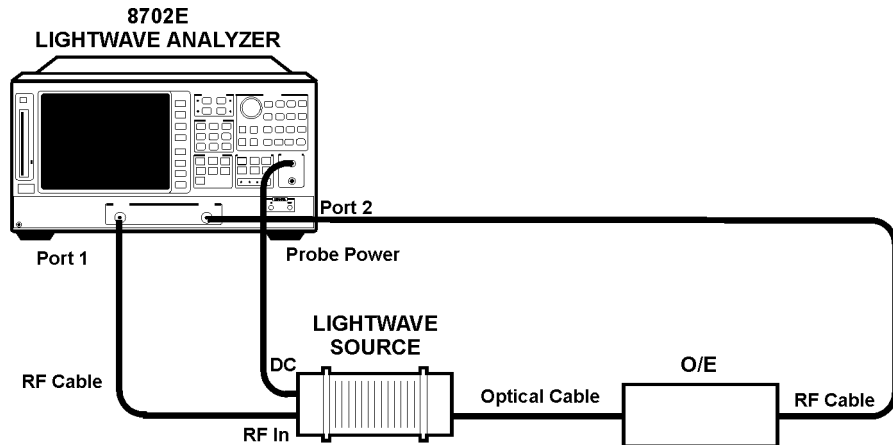 8702E
LIGHTWAVE ANALYZER
Port 2
Port 1
Probe Power
LIGHTWAVE
SOURCE
DC
O/E
RF Cable
Optical Cable
RF Cable
RF In